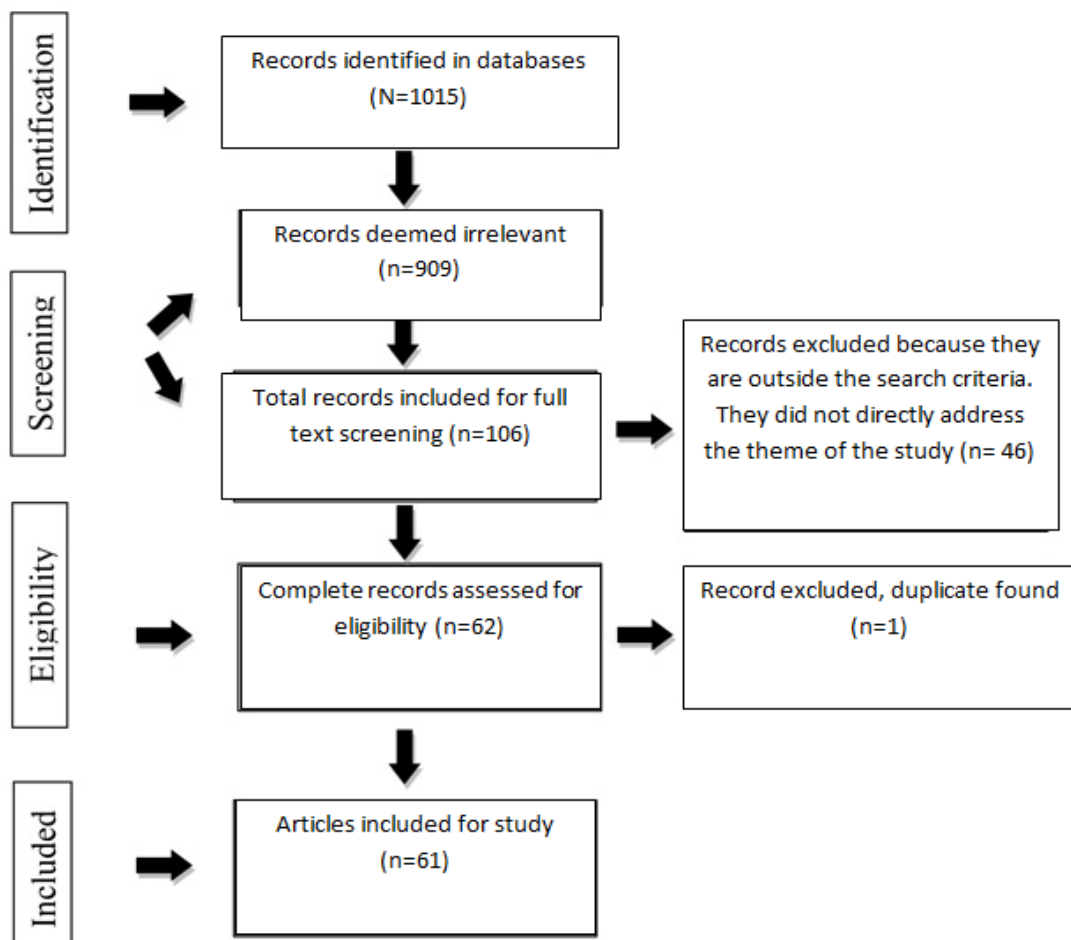 Identification
Records identified in databases
(N=1015)
Records deemed irrelevant
(n=909)
Screening
Total records included for full
text screening (n=106)
Records excluded because they
are outside the search criteria.
They did not directly address
the theme of the study (n= 46)
Eligibility
Complete records assessed for
eligibility (n=62)
Record excluded, duplicate found
(n=1)
Included
Articles included for study
(n=61)